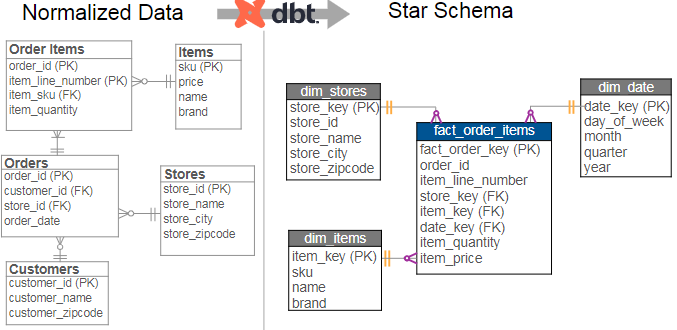 Normalized Data
dbt
Star Schema
Order Items
order_id (PK)
item_line_number (PK)
item_sku (FK)
item_quantity
Items
sku (PK)
price
name
brand
Orders
order_id (PK)
customer_id (FK)
store_id (FK)
order_date
Stores
store_id (PK)
store_name
store_city
store_zipcode
Customers
customer_id (PK)
customer_name
customer_zipcode
dim_stores
store_key (PK)
store_id
store_name
store_city
store_zipcode
dim_date
date_key (PK)
day_of_week
month
quarter
year
fact_order_items
fact_order_key (PK)
order_id
item_line_number
store_key (FK)
item_key (FK)
date_key (FK)
item_quantity
item_price
dim_items
item_key (PK)
sku
name
brand